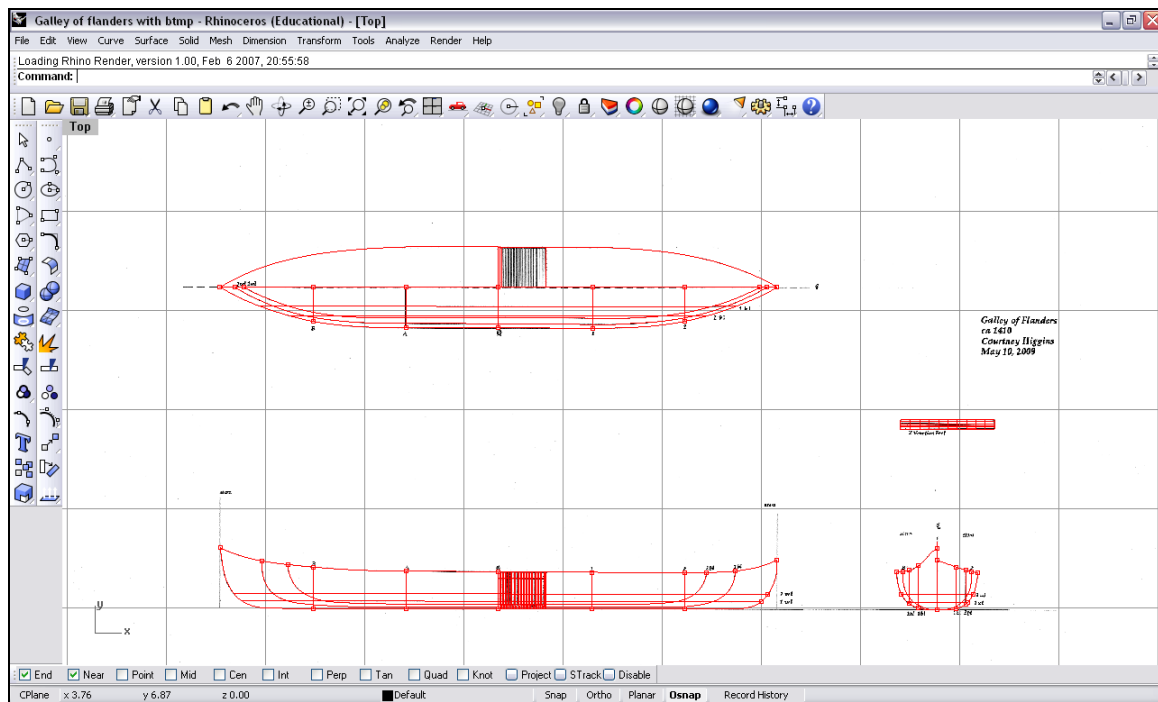 Galley of flanders with btmp - Rhinoceros (Educational) - [Top]
File Edit View Curve Surface Solid Mesh Dimension Transform Tools Analyze Render Help
Loading Rhino Render, version 1.00, Feb 6 2007, 20:55:58
Command:
Top
Galley of Flanders
ca 1410
Courtney Higgins
May 10, 2009
y
x
End Near Point Mid Cen Int Perp Tan Quad Knot Project STrack Disable
CPlane x 3.76 y 6.87 z 0.00 Default Snap Ortho Planar Osnap Record History